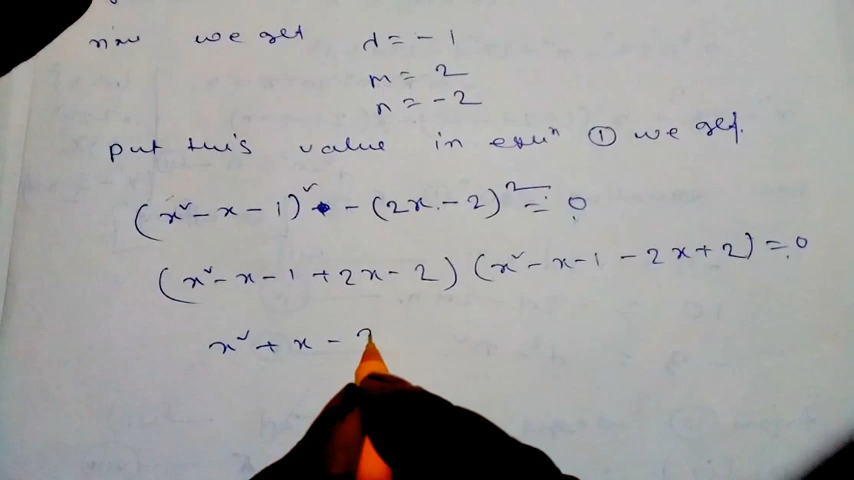 now we get λ = -1
m = 2
n = -2
put this value in equⁿ ① we get.
(x² - x - 1)² - (2x - 2)² = 0
(x² - x - 1 + 2x - 2) (x² - x - 1 - 2x + 2) = 0
x² + x -